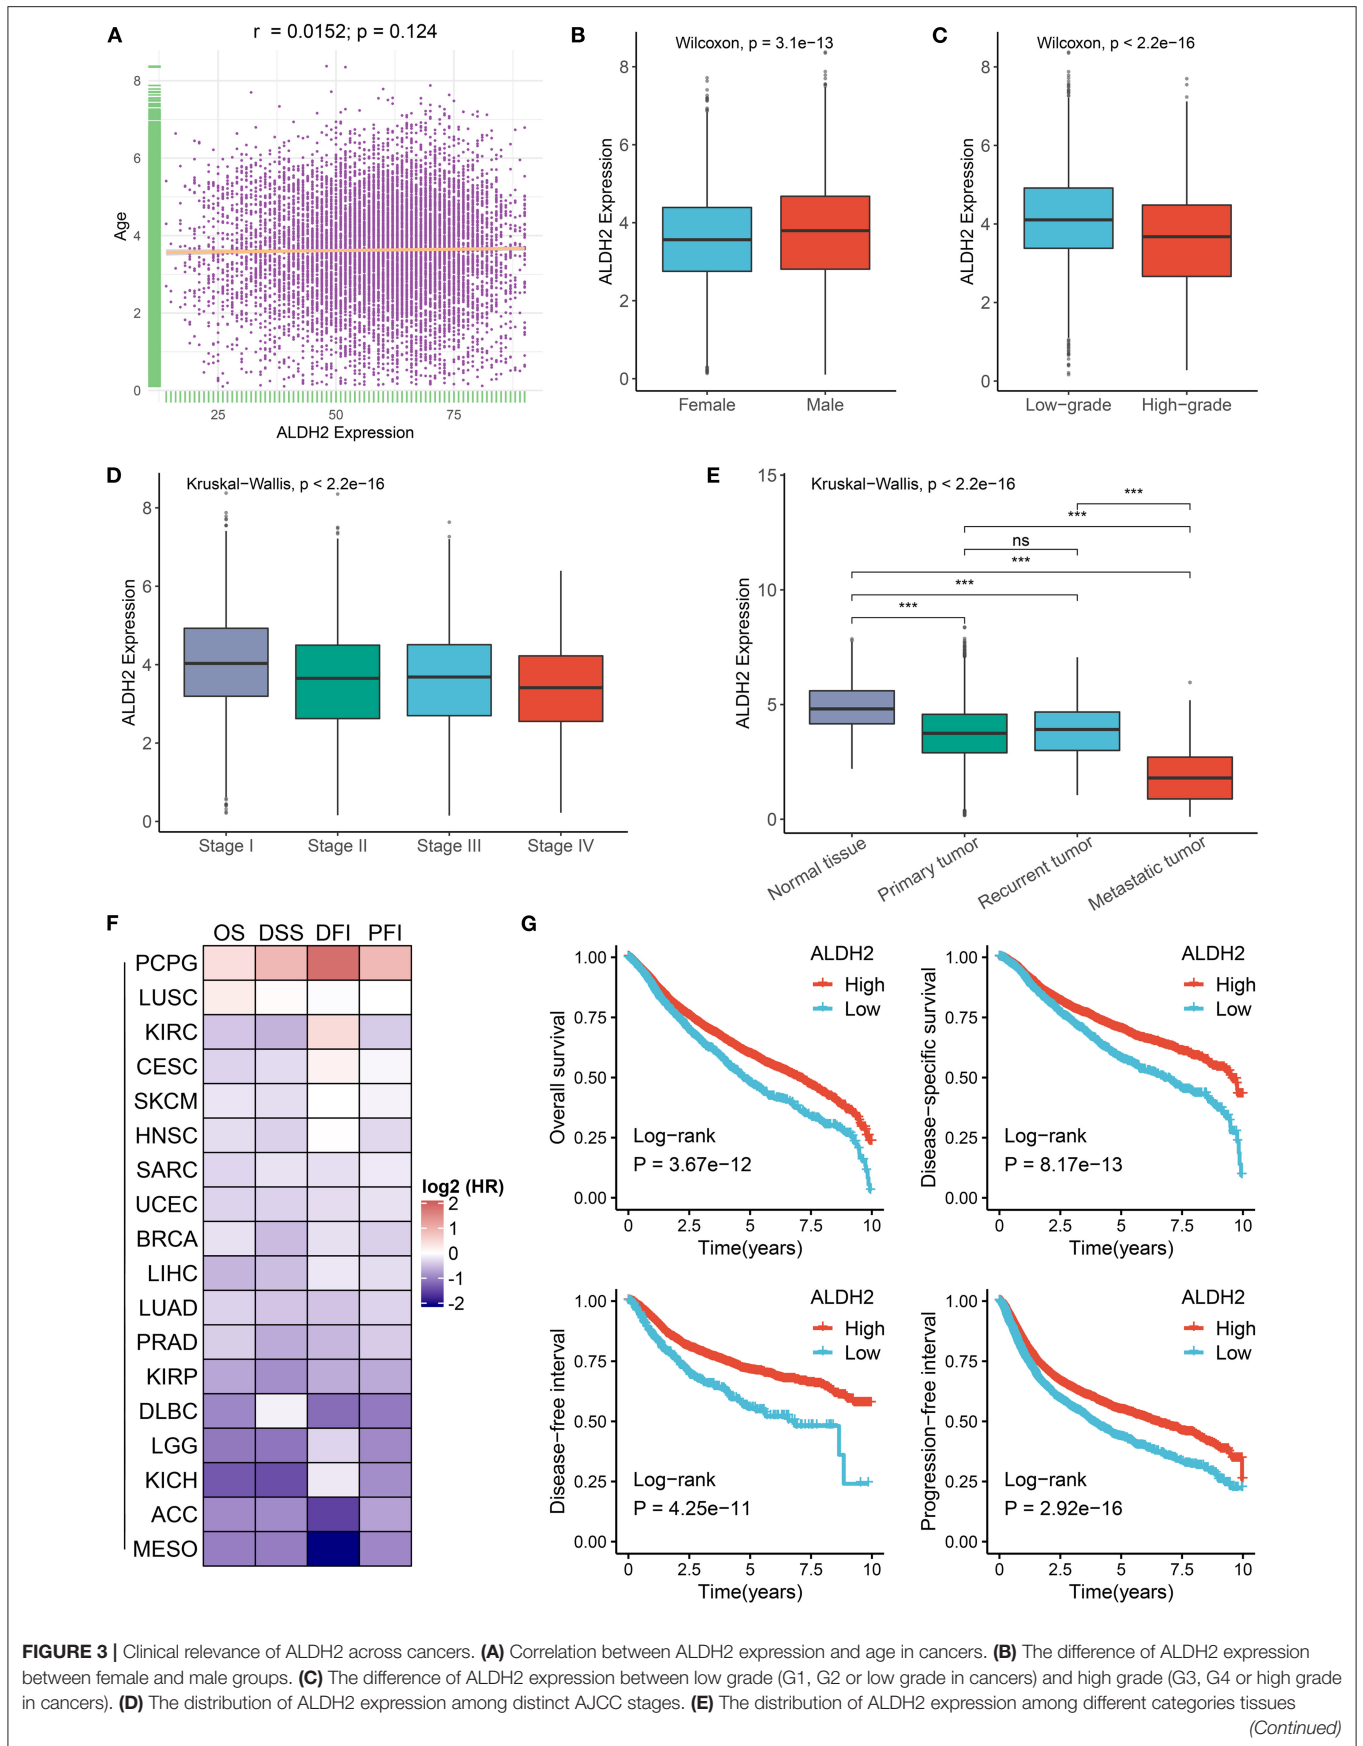 A
r = 0.0152; p = 0.124
Age
8
6
4
2
0
25
50
75
ALDH2 Expression
B
Wilcoxon, p = 3.1e−13
ALDH2 Expression
8
6
4
2
0
Female
Male
C
Wilcoxon, p < 2.2e−16
ALDH2 Expression
8
6
4
2
0
Low−grade
High−grade
D
Kruskal−Wallis, p < 2.2e−16
ALDH2 Expression
8
6
4
2
0
Stage I
Stage II
Stage III
Stage IV
E
Kruskal−Wallis, p < 2.2e−16
ALDH2 Expression
15
10
5
0
***
***
ns
***
***
***
Normal tissue
Primary tumor
Recurrent tumor
Metastatic tumor
F
OS DSS DFI PFI
PCPG
LUSC
KIRC
CESC
SKCM
HNSC
SARC
UCEC
BRCA
LIHC
LUAD
PRAD
KIRP
DLBC
LGG
KICH
ACC
MESO
log2 (HR)
2
1
0
-1
-2
G
ALDH2
High
Low
Overall survival
1.00
0.75
0.50
0.25
0.00
Log−rank
P = 3.67e−12
0 2.5 5 7.5 10
Time(years)
ALDH2
High
Low
Disease−specific survival
1.00
0.75
0.50
0.25
0.00
Log−rank
P = 8.17e−13
0 2.5 5 7.5 10
Time(years)
ALDH2
High
Low
Disease−free interval
1.00
0.75
0.50
0.25
0.00
Log−rank
P = 4.25e−11
0 2.5 5 7.5 10
Time(years)
ALDH2
High
Low
Progression−free interval
1.00
0.75
0.50
0.25
0.00
Log−rank
P = 2.92e−16
0 2.5 5 7.5 10
Time(years)
FIGURE 3 | Clinical relevance of ALDH2 across cancers. (A) Correlation between ALDH2 expression and age in cancers. (B) The difference of ALDH2 expression
between female and male groups. (C) The difference of ALDH2 expression between low grade (G1, G2 or low grade in cancers) and high grade (G3, G4 or high grade
in cancers). (D) The distribution of ALDH2 expression among distinct AJCC stages. (E) The distribution of ALDH2 expression among different categories tissues
(Continued)